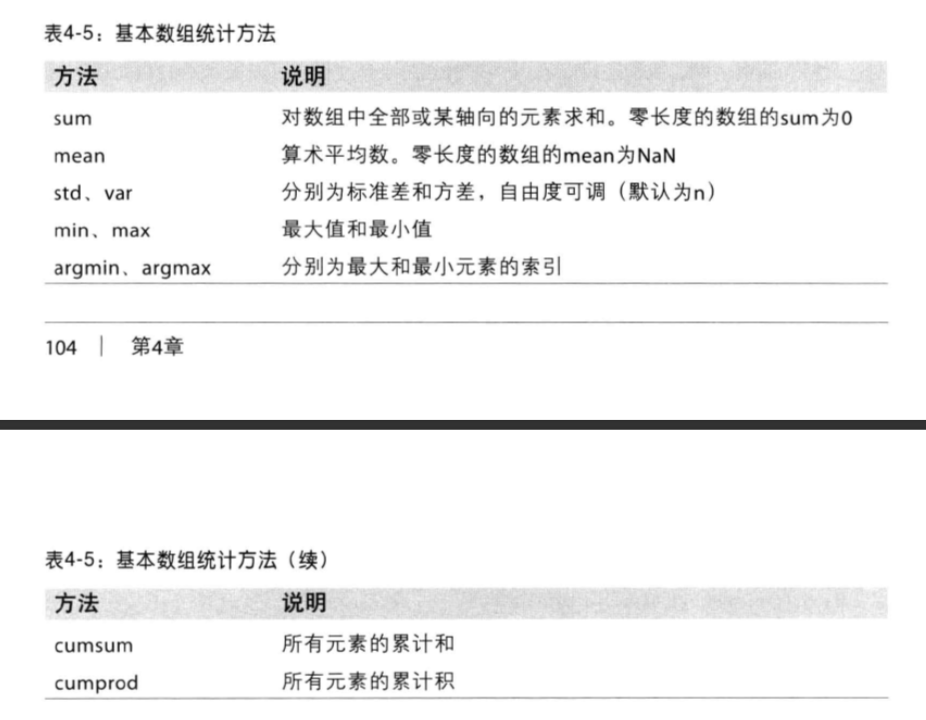 表4-5：基本数组统计方法
方法 说明
sum 对数组中全部或某轴向的元素求和。零长度的数组的sum为0
mean 算术平均数。零长度的数组的mean为NaN
std、var 分别为标准差和方差，自由度可调（默认为n）
min、max 最大值和最小值
argmin、argmax 分别为最大和最小元素的索引
104 | 第4章
表4-5：基本数组统计方法（续）
方法 说明
cumsum 所有元素的累计和
cumprod 所有元素的累计积